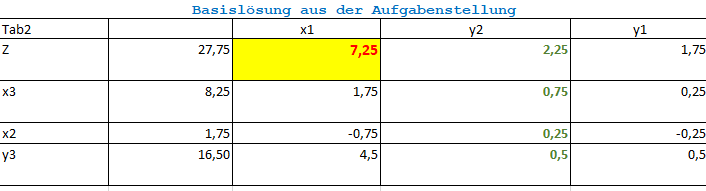 Basislösung aus der Aufgabenstellung
Tab2 x1 y2 y1
Z 27,75 7,25 2,25 1,75
x3 8,25 1,75 0,75 0,25
x2 1,75 -0,75 0,25 -0,25
y3 16,50 4,5 0,5 0,5